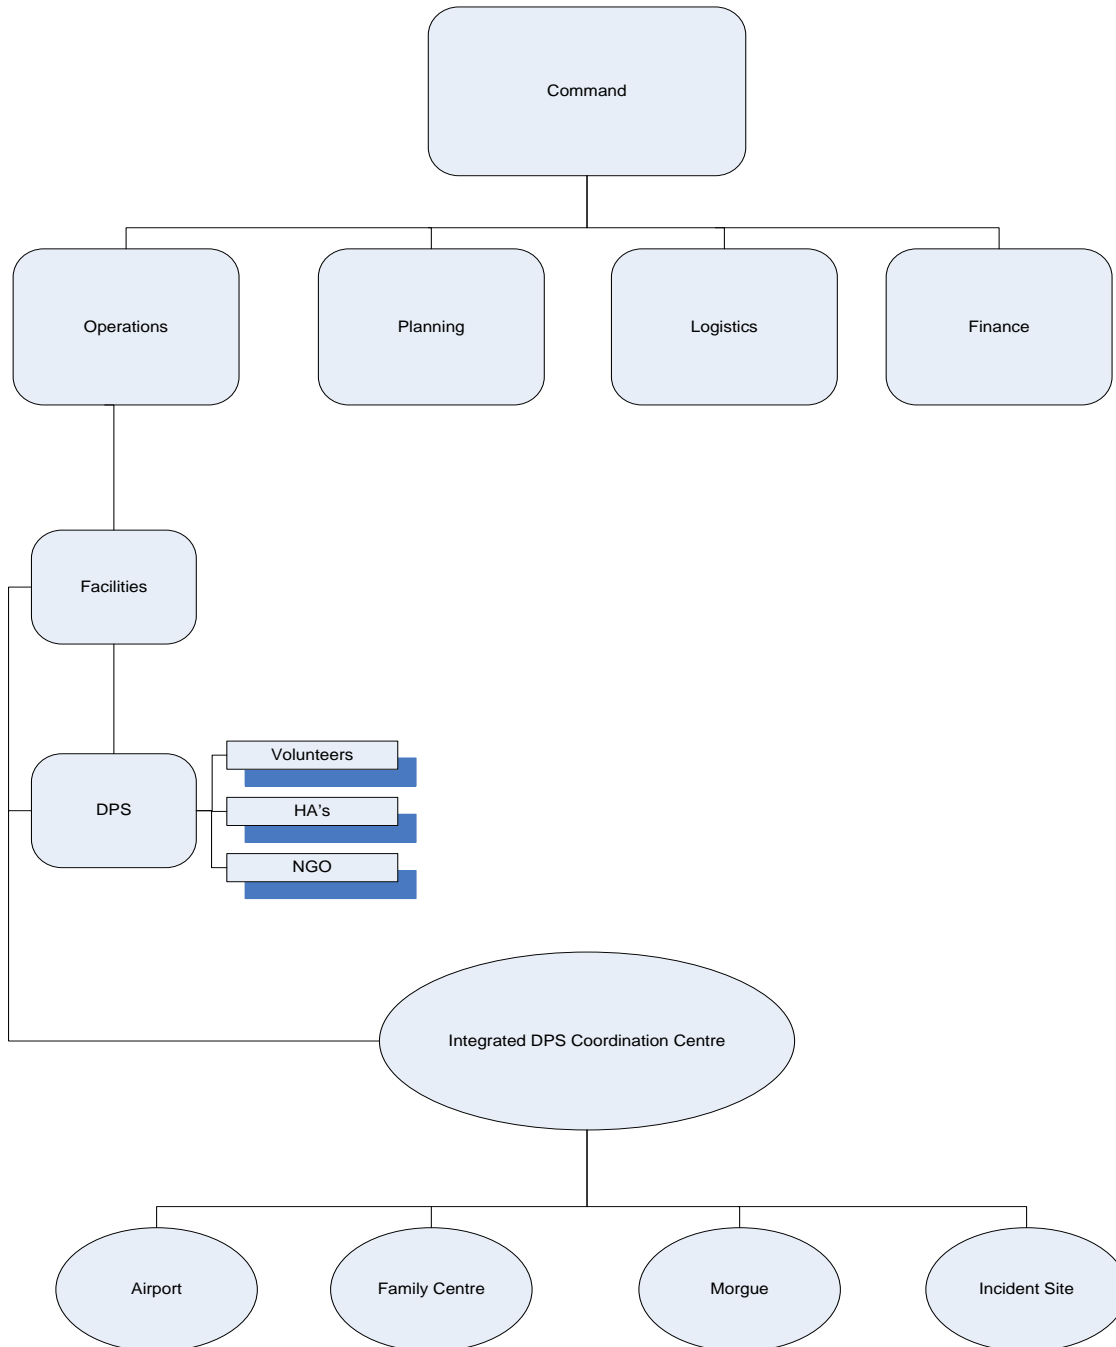 Command
Operations
Planning
Logistics
Finance
Facilities
DPS
Volunteers
HA's
NGO
Integrated DPS Coordination Centre
Airport
Family Centre
Morgue
Incident Site